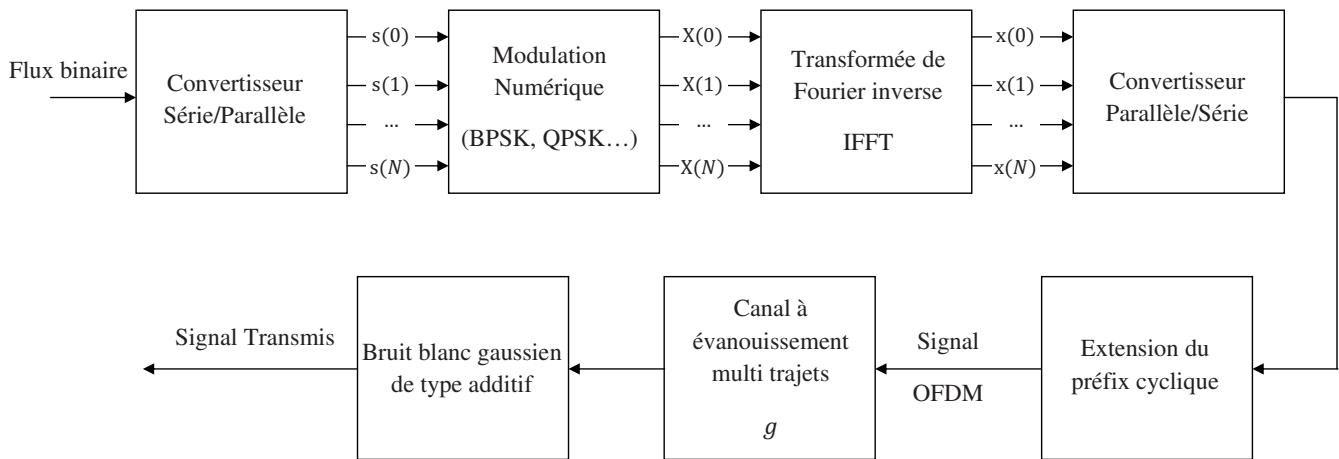 Flux binaire
Convertisseur
Série/Parallèle
s(0)
s(1)
...
s(N)
Modulation
Numérique
(BPSK, QPSK…)
X(0)
X(1)
...
X(N)
Transformée de
Fourier inverse
IFFT
x(0)
x(1)
...
x(N)
Convertisseur
Parallèle/Série
Signal Transmis
Bruit blanc gaussien
de type additif
Canal à
évanouissement
multi trajets
g
Signal
OFDM
Extension du
préfix cyclique